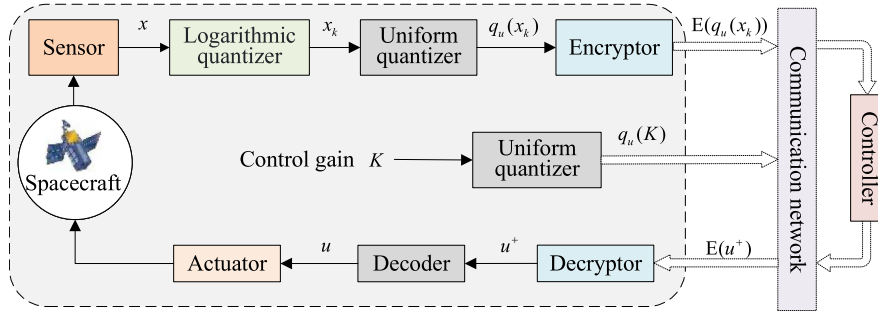 Sensor
x
Logarithmic
quantizer
x_k
Uniform
quantizer
q_u(x_k)
Encryptor
E(q_u(x_k))
Communication network
Controller
Spacecraft
Control gain K
Uniform
quantizer
q_u(K)
Actuator
u
Decoder
u^+
Decryptor
E(u^+)